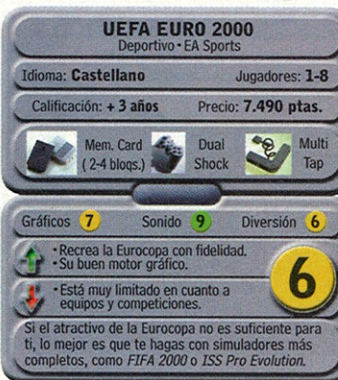 UEFA EURO 2000
Deportivo • EA Sports
Idioma: Castellano Jugadores: 1-8
Calificación: + 3 años Precio: 7.490 ptas.
Mem. Card Dual Multi
( 2-4 bloqs.) Shock Tap
Gráficos 7 Sonido 9 Diversión 6
• Recrea la Eurocopa con fidelidad.
• Su buen motor gráfico.
• Está muy limitado en cuanto a
equipos y competiciones.
6
Si el atractivo de la Eurocopa no es suficiente para
ti, lo mejor es que te hagas con simuladores más
completos, como FIFA 2000 o ISS Pro Evolution.